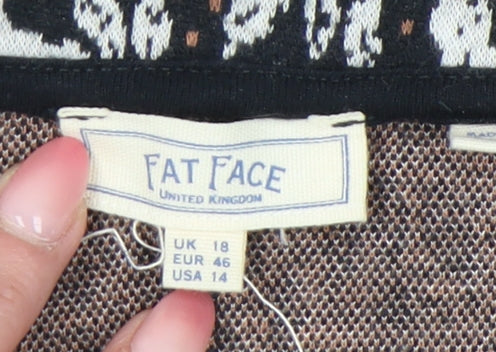 FAT FACE
UNITED KINGDOM
UK 18
EUR 46
USA 14